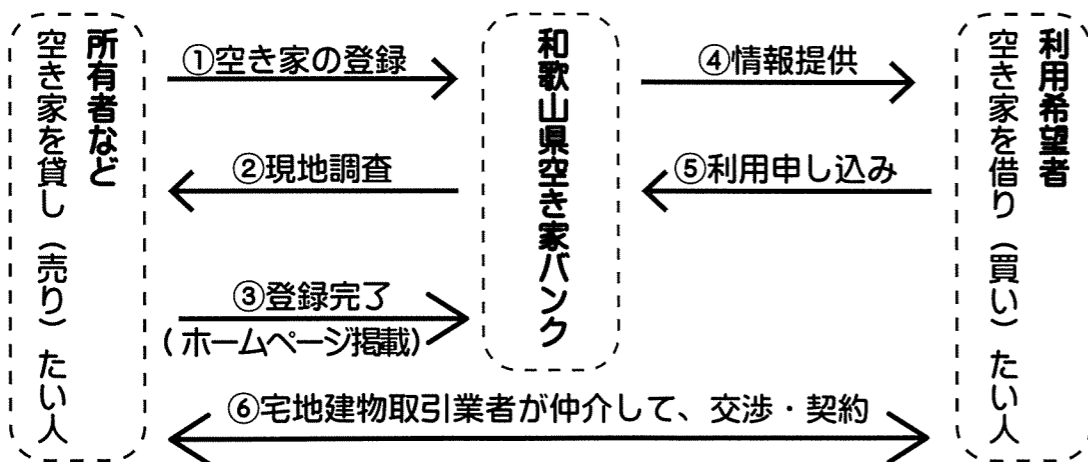 所有者など
空き家を貸し（売り）たい人
①空き家の登録
②現地調査
③登録完了
(ホームページ掲載)
和歌山県空き家バンク
④情報提供
⑤利用申し込み
利用希望者
空き家を借り（買い）たい人
⑥宅地建物取引業者が仲介して、交渉・契約